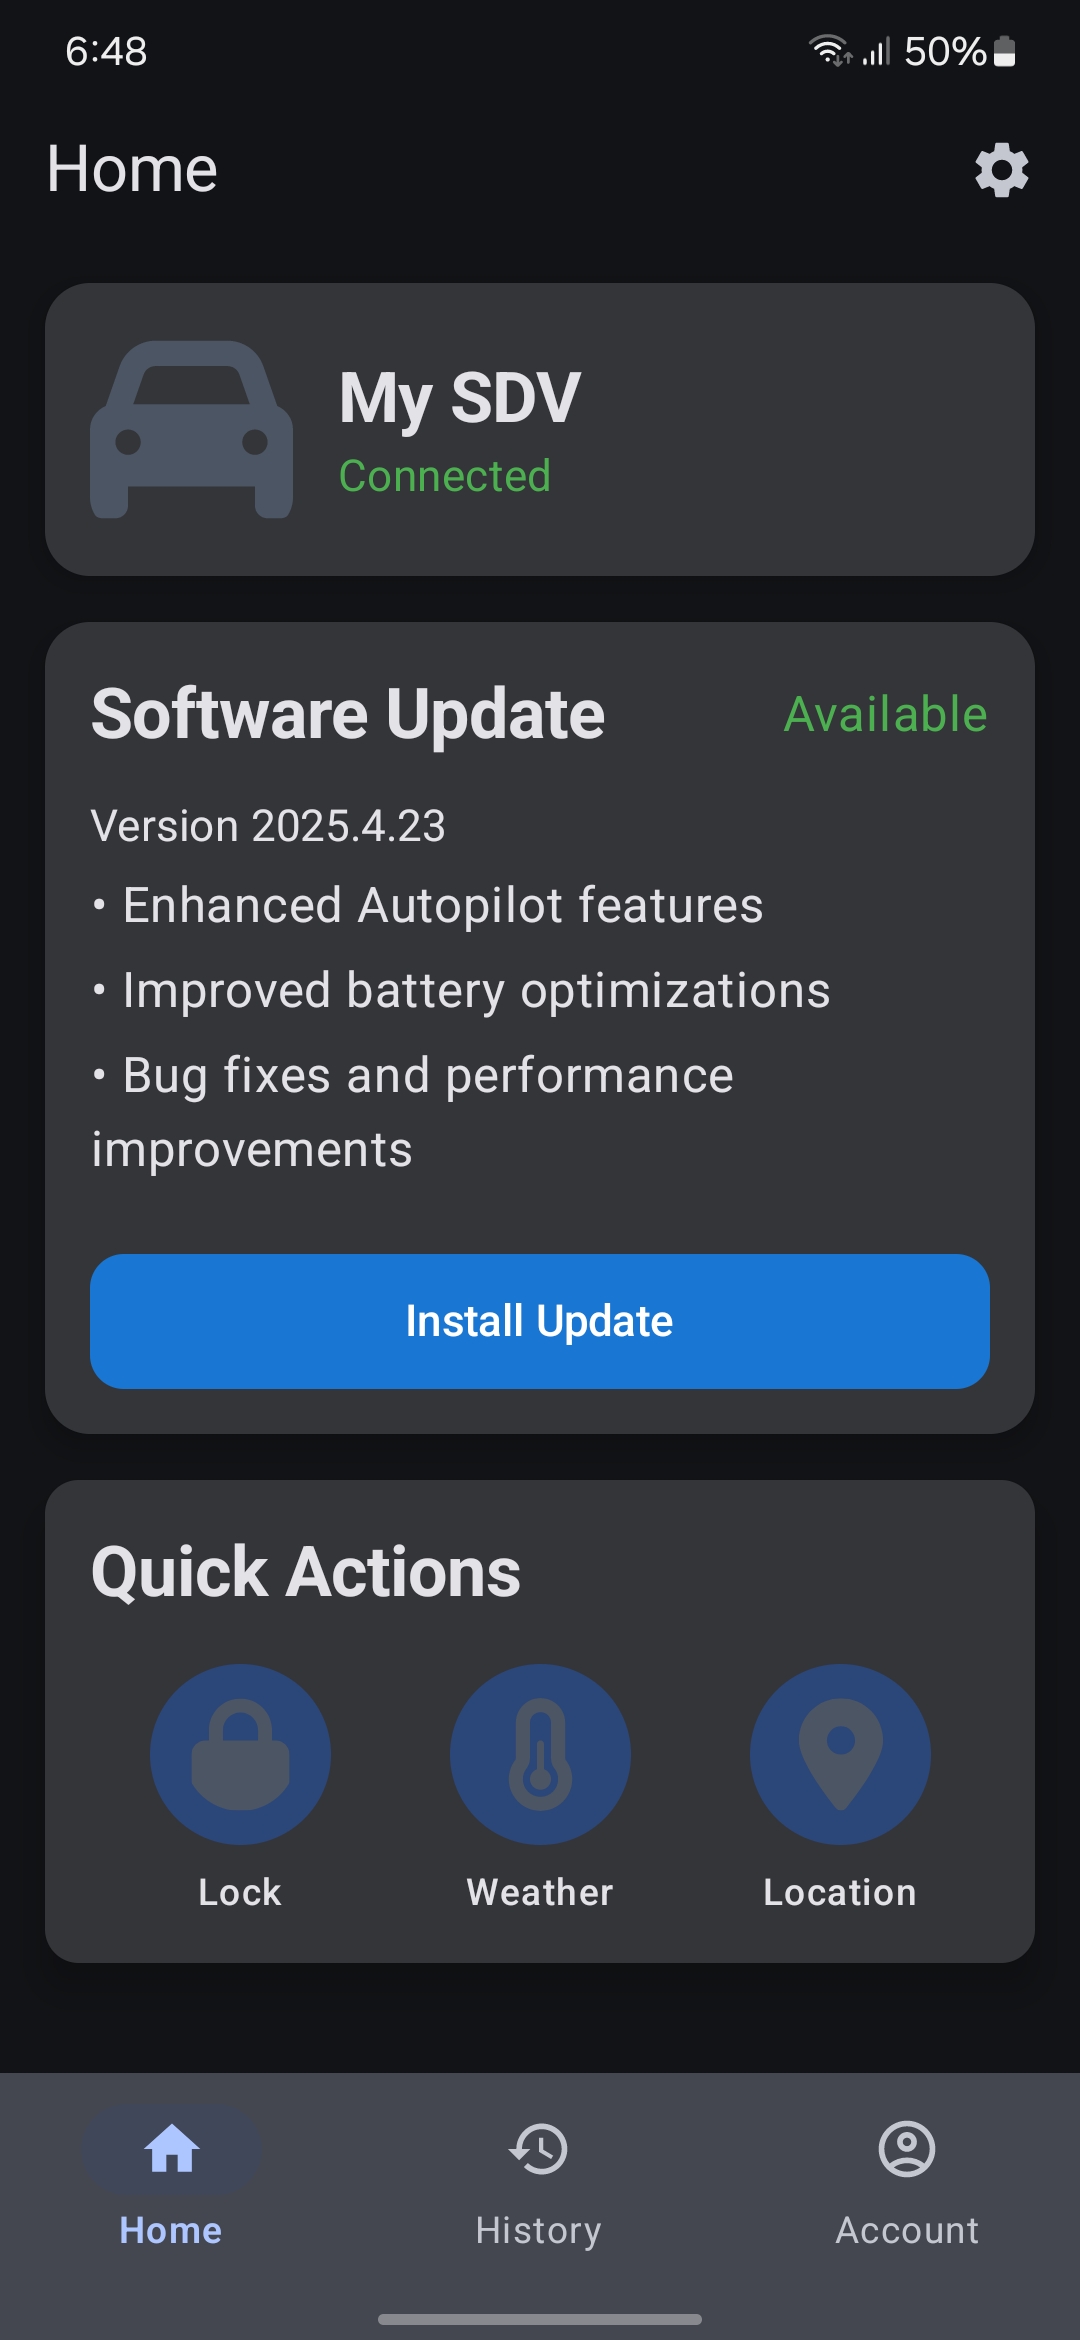 6:48
50%
Home
My SDV
Connected
Software Update
Available
Version 2025.4.23
• Enhanced Autopilot features
• Improved battery optimizations
• Bug fixes and performance
improvements
Install Update
Quick Actions
Lock
Weather
Location
Home
History
Account